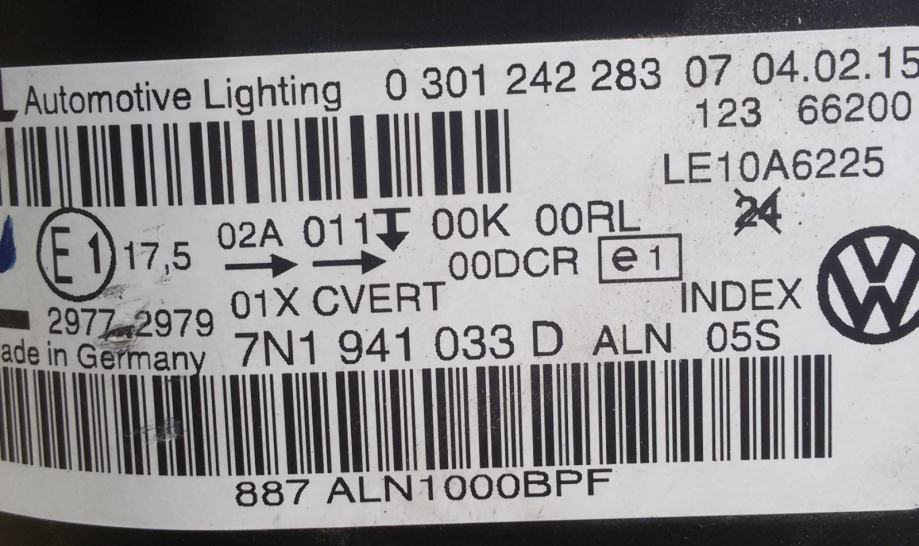 L Automotive Lighting 0 301 242 283 07 04.02.15
123 66200
LE10A6225
24
E1 17,5 02A 011 00K 00RL
00DCR e1
01X CVERT INDEX VW
2977 2979
ade in Germany 7N1 941 033 D ALN 05S
887 ALN1000BPF